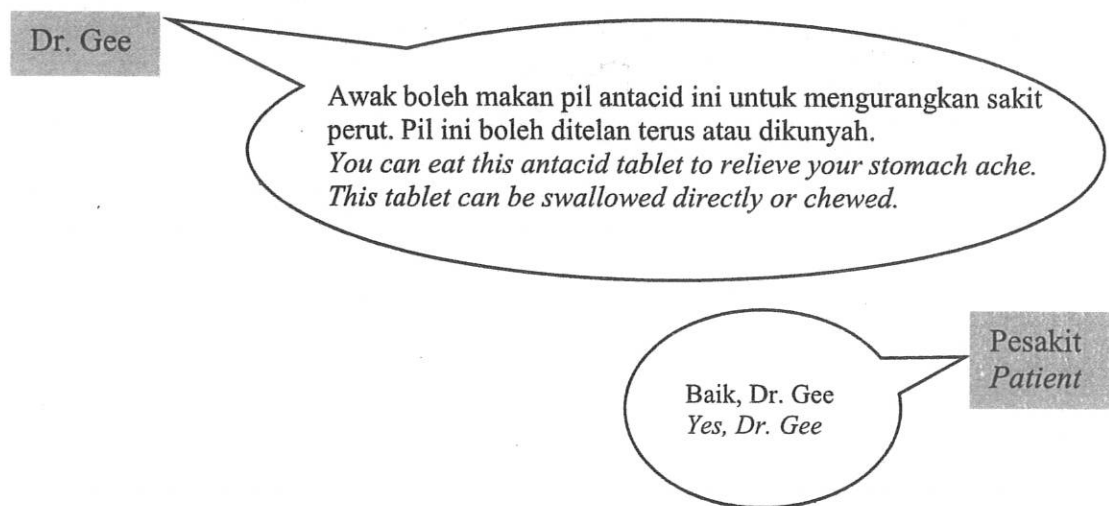 Dr. Gee
Awak boleh makan pil antacid ini untuk mengurangkan sakit
perut. Pil ini boleh ditelan terus atau dikunyah.
You can eat this antacid tablet to relieve your stomach ache.
This tablet can be swallowed directly or chewed.
Pesakit
Patient
Baik, Dr. Gee
Yes, Dr. Gee